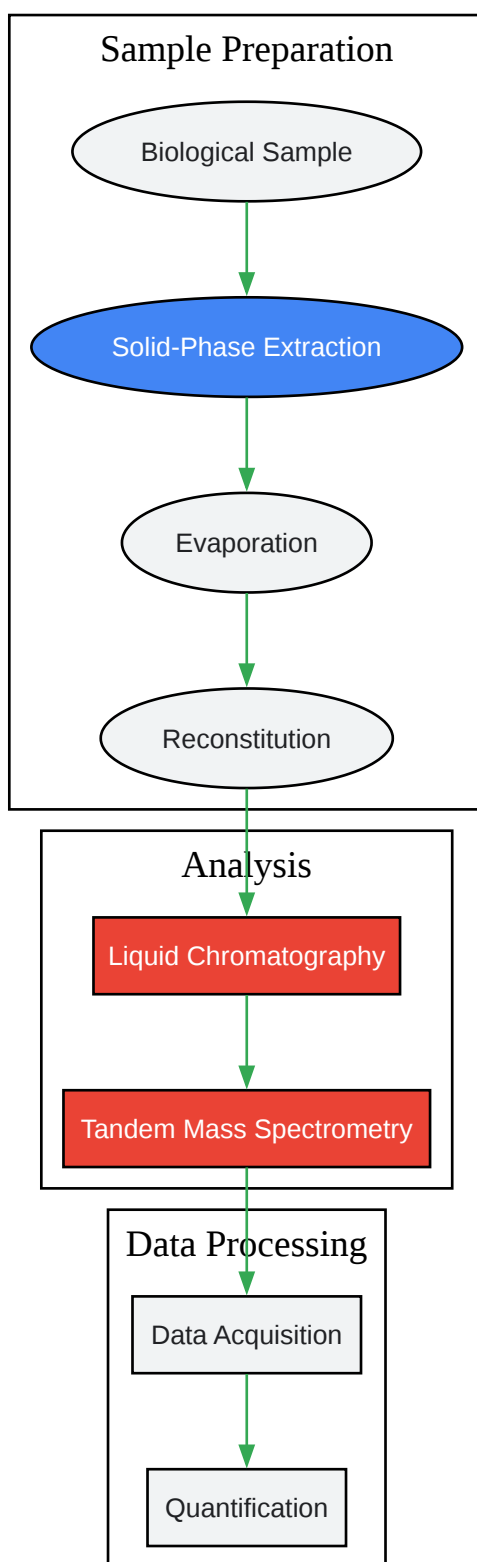 Sample Preparation
Biological Sample
Solid-Phase Extraction
Evaporation
Reconstitution
Analysis
Liquid Chromatography
Tandem Mass Spectrometry
Data Processing
Data Acquisition
Quantification